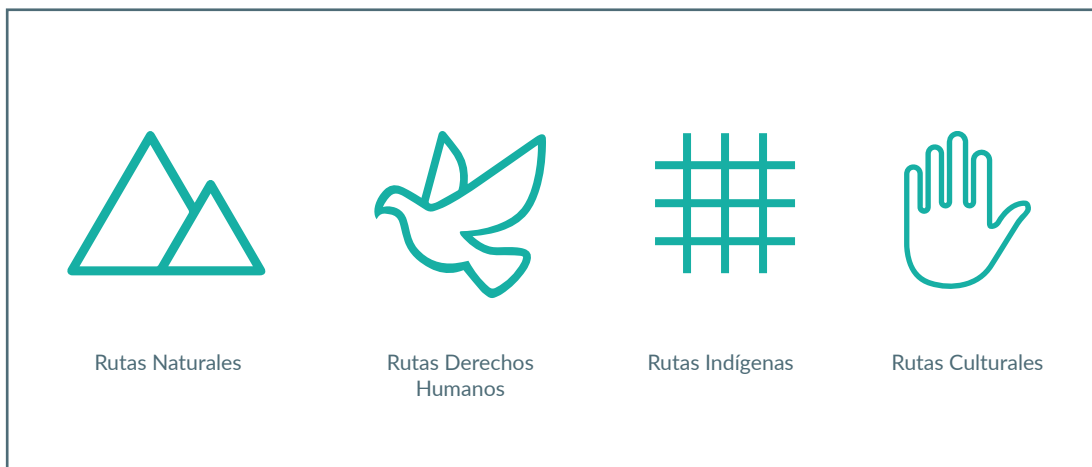 Rutas Naturales
Rutas Derechos
Humanos
Rutas Indígenas
Rutas Culturales